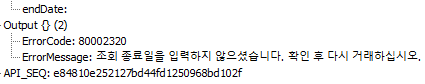 endDate:
Output {} (2)
ErrorCode: 80002320
ErrorMessage: 조회 종료일을 입력하지 않으셨습니다. 확인 후 다시 거래하십시오.
API_SEQ: e84810e252127bd44fd1250968bd102f